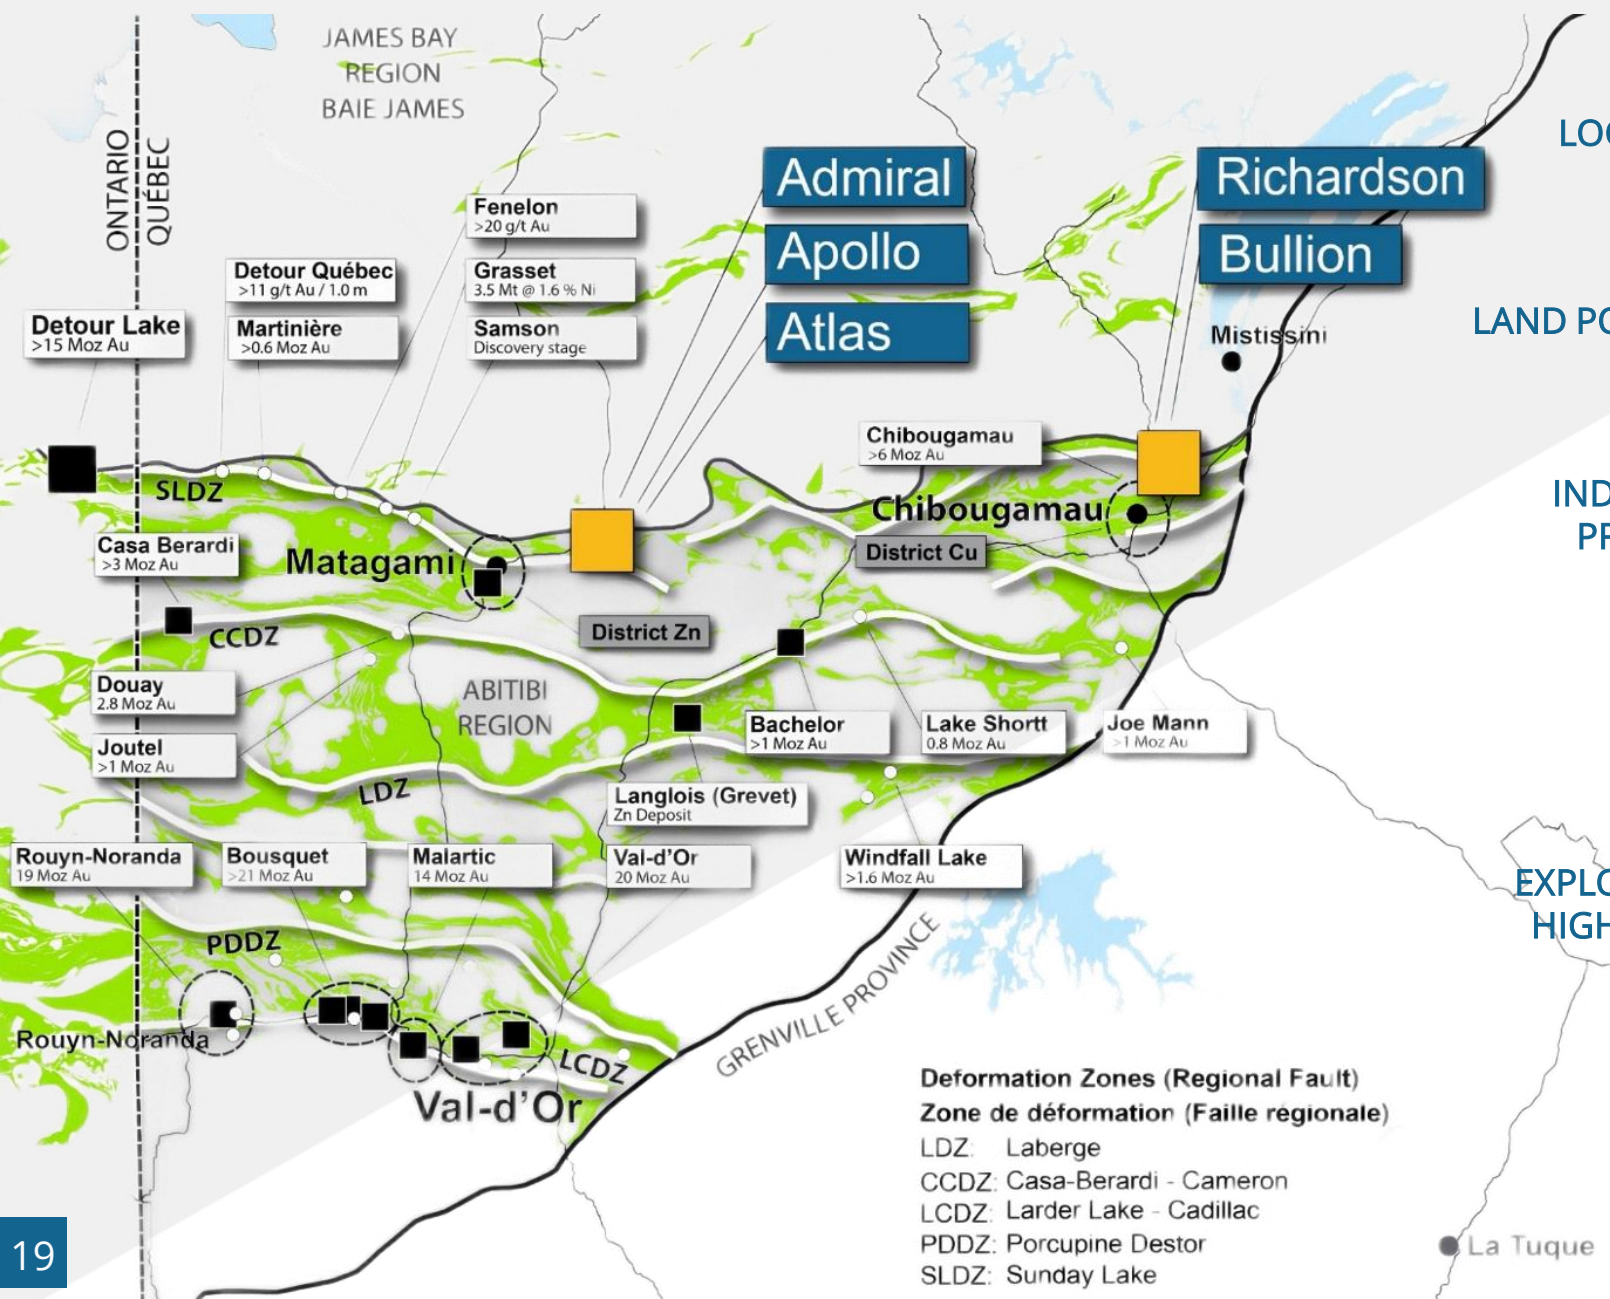 JAMES BAY
REGION
BAIE JAMES
ONTARIO
QUÉBEC
Admiral
Apollo
Atlas
Richardson
Bullion
Mistissini
Fenelon
>20 g/t Au
Grasset
3.5 Mt @ 1.6 % Ni
Samson
Discovery stage
Detour Québec
>11 g/t Au / 1.0 m
Martinière
>0.6 Moz Au
Detour Lake
>15 Moz Au
Chibougamau
>6 Moz Au
SLDZ
Chibougamau
District Cu
Casa Berardi
>3 Moz Au
Matagami
District Zn
CCDZ
Douay
2.8 Moz Au
ABITIBI
REGION
Joutel
>1 Moz Au
Bachelor
>1 Moz Au
Lake Shortt
0.8 Moz Au
Joe Mann
>1 Moz Au
LDZ
Langlois (Grevet)
Zn Deposit
Rouyn-Noranda
19 Moz Au
Bousquet
>21 Moz Au
Malartic
14 Moz Au
Val-d'Or
20 Moz Au
Windfall Lake
>1.6 Moz Au
PDDZ
GRENVILLE PROVINCE
Rouyn-Noranda
LCDZ
Val-d'Or
Deformation Zones (Regional Fault)
Zone de déformation (Faille régionale)
LDZ: Laberge
CCDZ: Casa-Berardi - Cameron
LCDZ: Larder Lake - Cadillac
PDDZ: Porcupine Destor
SLDZ: Sunday Lake
La Tuque
19
LAND